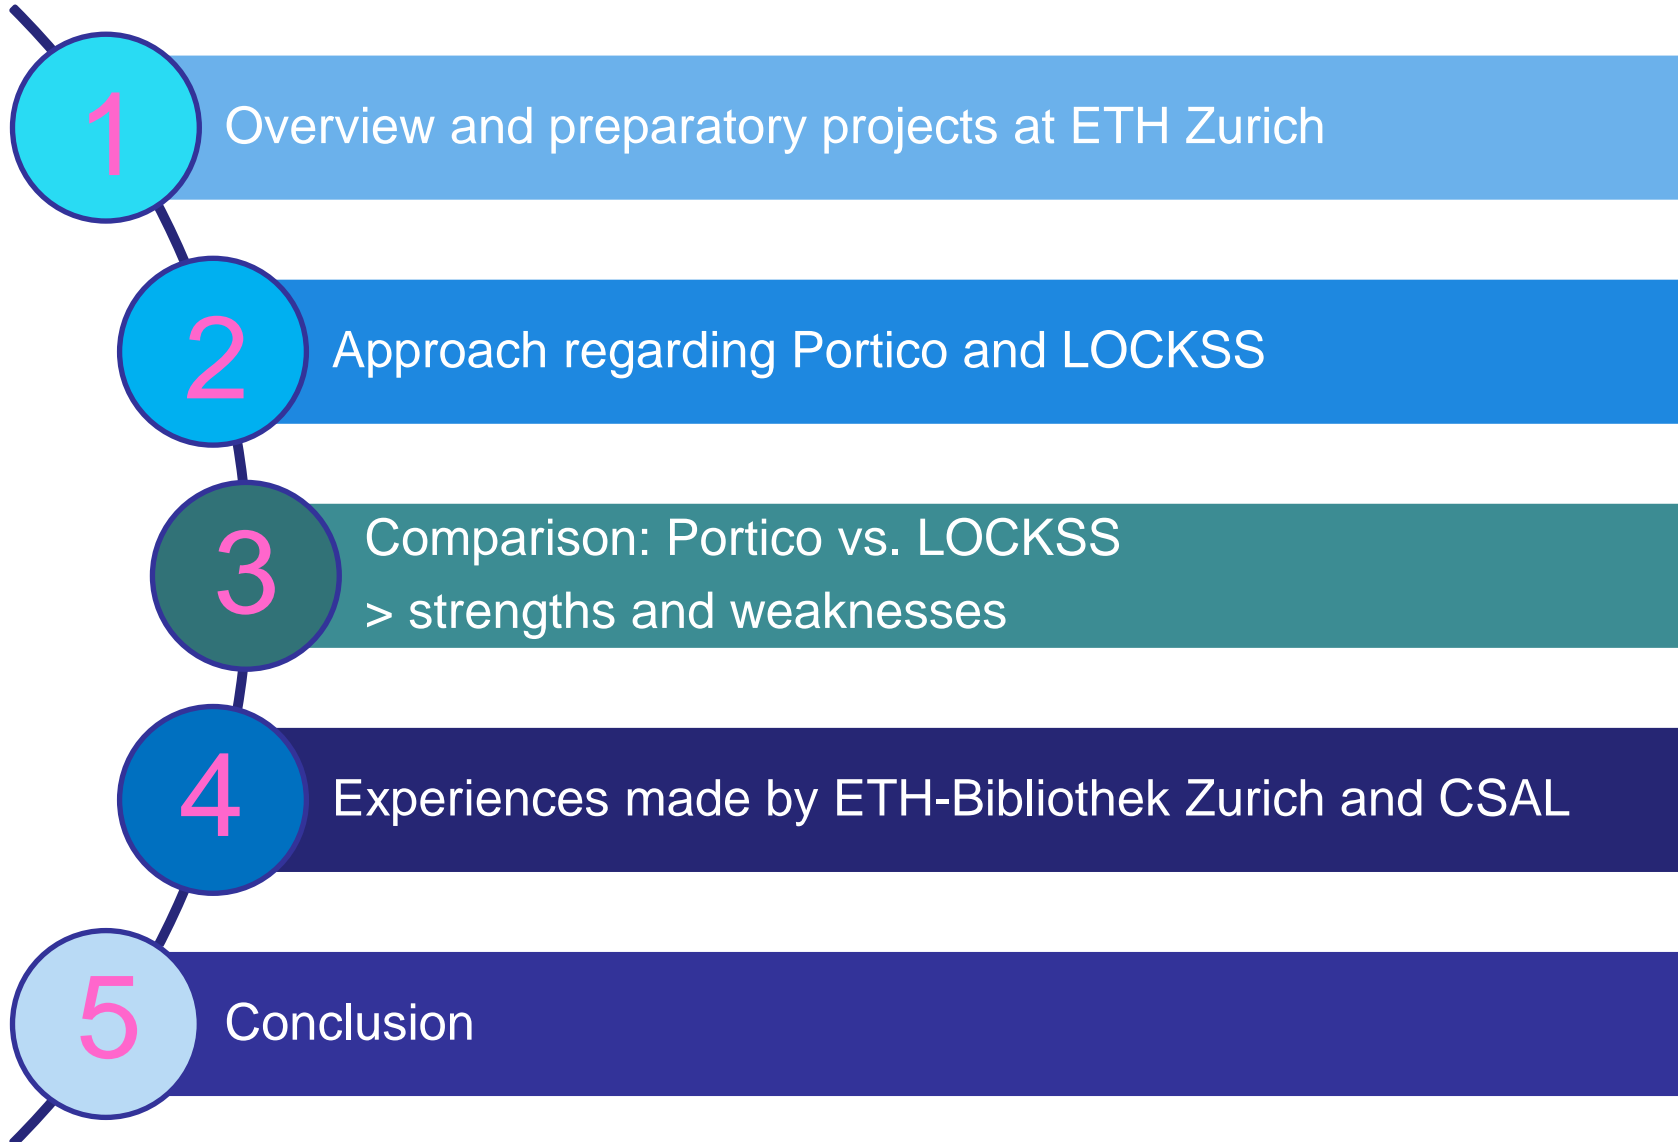 1
Overview and preparatory projects at ETH Zurich
2
Approach regarding Portico and LOCKSS
3
Comparison: Portico vs. LOCKSS
> strengths and weaknesses
4
Experiences made by ETH-Bibliothek Zurich and CSAL
5
Conclusion